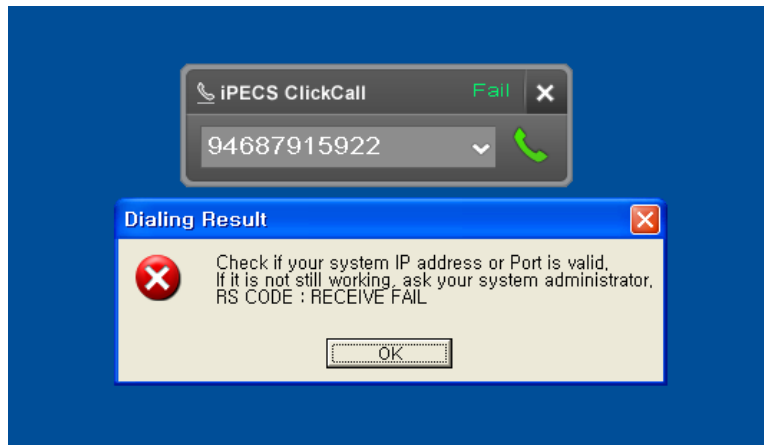 iPECS ClickCall Fail
94687915922
Dialing Result
Check if your system IP address or Port is valid,
If it is not still working, ask your system administrator,
RS CODE : RECEIVE FAIL
OK